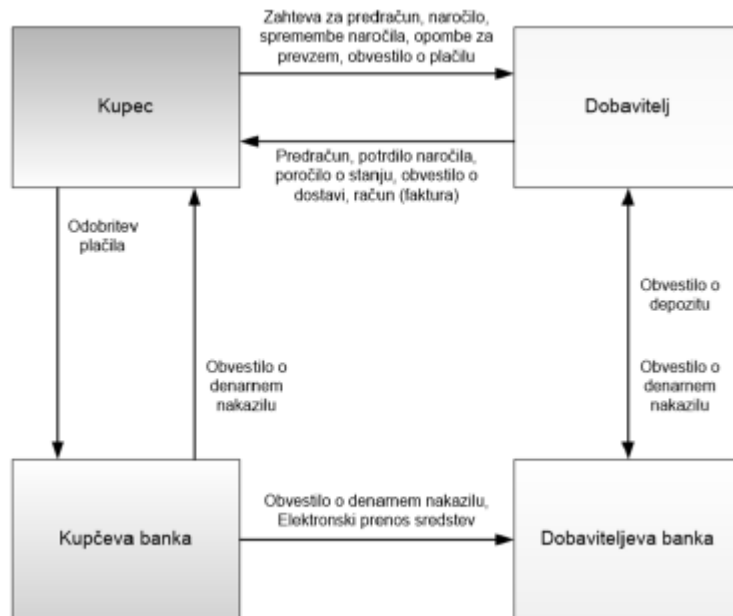 Zahteva za predračun, naročilo,
spremembe naročila, opombe za
prevzem, obvestilo o plačilu
Kupec
Dobavitelj
Predračun, potrdilo naročila,
poročilo o stanju, obvestilo o
dostavi, račun (faktura)
Odobritev
plačila
Obvestilo o
depozitu
Obvestilo o
denarnem
nakazilu
Obvestilo o
denarnem
nakazilu
Obvestilo o denarnem nakazilu,
Elektronski prenos sredstev
Kupčeva banka
Dobaviteljeva banka